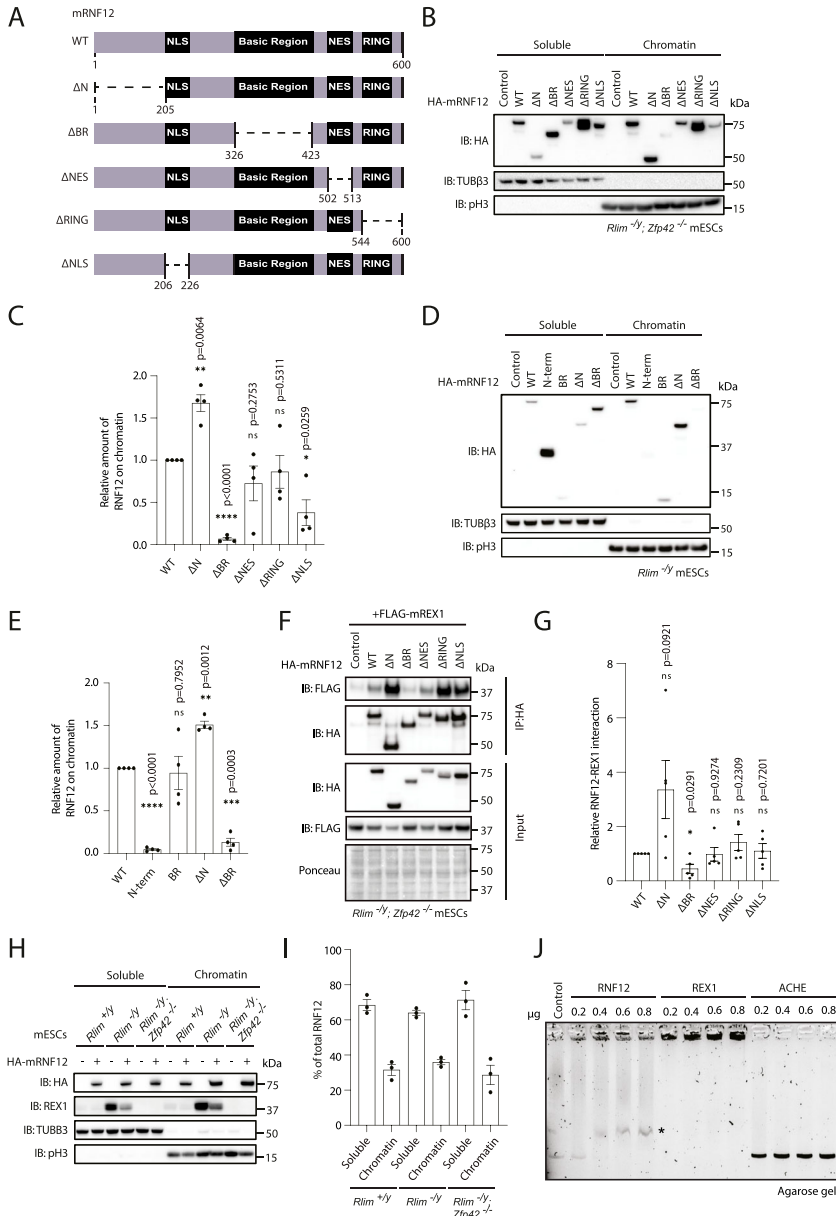 A
mRNF12
WT
NLS Basic Region NES RING
1 600
ΔN
NLS Basic Region NES RING
1 205
ΔBR
NLS NES RING
326 423
ΔNES
NLS Basic Region RING
502 513
ΔRING
NLS Basic Region NES
544 600
ΔNLS
Basic Region NES RING
206 226
B
Soluble Chromatin
HA-mRNF12 Control WT ΔN ΔBR ΔNES ΔRING ΔNLS Control WT ΔN ΔBR ΔNES ΔRING ΔNLS kDa
IB: HA 75
50
IB: TUBβ3 50
IB: pH3 15
Rlim -/y; Zfp42 -/- mESCs
C
Relative amount of
RNF12 on chromatin
2.0
1.5
1.0
0.5
0.0
** p=0.0064
**** p<0.0001
ns p=0.2753
ns p=0.5311
* p=0.0259
WT ΔN ΔBR ΔNES ΔRING ΔNLS
D
Soluble Chromatin
HA-mRNF12 Control WT N-term BR ΔN ΔBR Control WT N-term BR ΔN ΔBR kDa
IB: HA 75
37
15
IB: TUBβ3 50
IB: pH3 15
Rlim -/y mESCs
E
Relative amount of
RNF12 on chromatin
2.0
1.5
1.0
0.5
0.0
**** p<0.0001
ns p=0.7952
** p=0.0012
*** p=0.0003
WT N-term BR ΔN ΔBR
F
+FLAG-mREX1
HA-mRNF12 Control WT ΔN ΔBR ΔNES ΔRING ΔNLS kDa
IB: FLAG 37
IB: HA 75
50
IP:HA
IB: HA 75
50
IB: FLAG 37
Ponceau 75
50
37
Input
Rlim -/y; Zfp42 -/- mESCs
G
Relative RNF12-REX1 interaction
8
6
4
2
0
ns p=0.0921
* p=0.0291
ns p=0.9274
ns p=0.2309
ns p=0.7201
WT ΔN ΔBR ΔNES ΔRING ΔNLS
H
Soluble Chromatin
mESCs Rlim +/y Rlim -/y Rlim -/y; Zfp42 -/- Rlim +/y Rlim -/y Rlim -/y; Zfp42 -/-
HA-mRNF12 - + - + - + - + - + - + kDa
IB: HA 75
IB: REX1 37
IB: TUBB3 50
IB: pH3 15
I
% of total RNF12
100
80
60
40
20
0
Soluble Chromatin Soluble Chromatin Soluble Chromatin
Rlim +/y Rlim -/y Rlim -/y; Zfp42 -/-
J
Control RNF12 REX1 ACHE
μg 0.2 0.4 0.6 0.8 0.2 0.4 0.6 0.8 0.2 0.4 0.6 0.8
*
Agarose gel